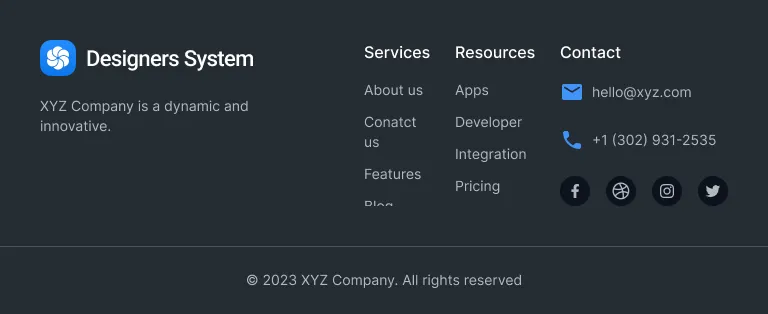 Designers System
XYZ Company is a dynamic and
innovative.
Services
About us
Conatct
us
Features
Blog
Resources
Apps
Developer
Integration
Pricing
Contact
hello@xyz.com
+1 (302) 931-2535
© 2023 XYZ Company. All rights reserved